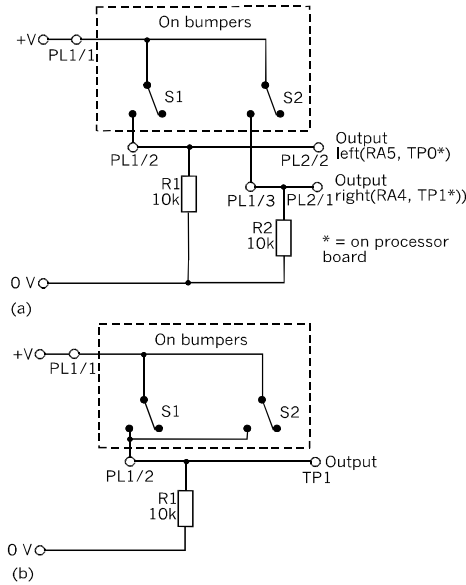 On bumpers
+V
PL1/1
S1
S2
PL1/2
PL2/2
Output
left(RA5, TP0*)
R1
10k
PL1/3
PL2/1
Output
right(RA4, TP1*))
R2
10k
* = on processor
board
0 V
(a)
On bumpers
+V
PL1/1
S1
S2
PL1/2
Output
TP1
R1
10k
0 V
(b)